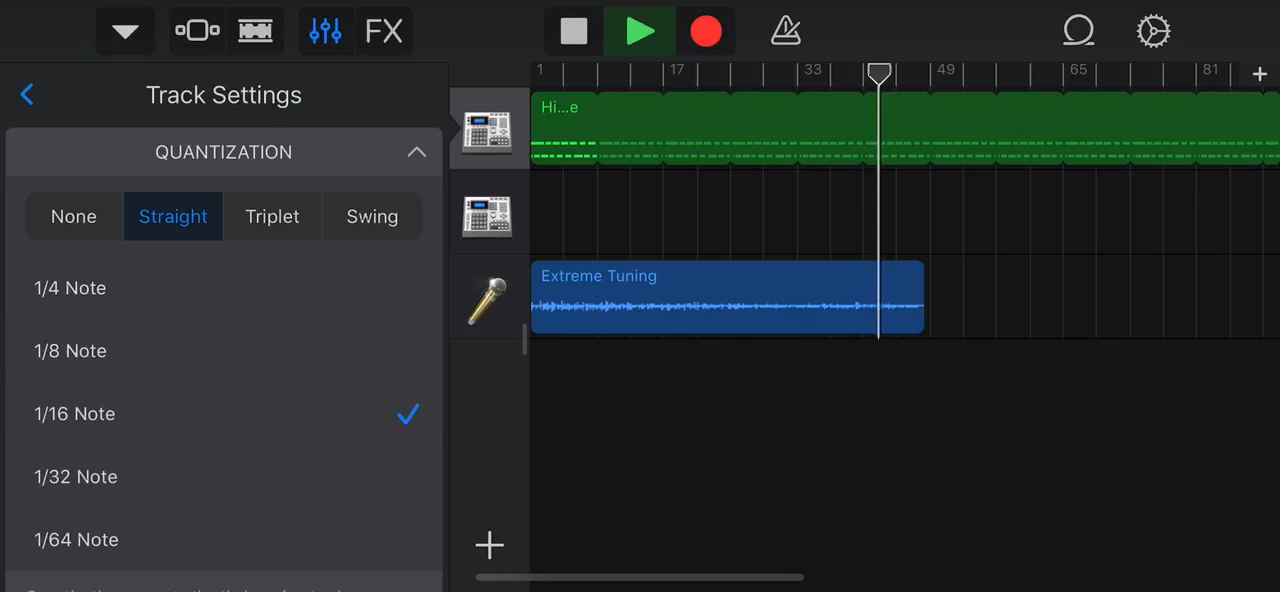 FX
Track Settings
QUANTIZATION
None Straight Triplet Swing
1/4 Note
1/8 Note
1/16 Note
1/32 Note
1/64 Note
1 17 33 49 65 81
Hi...e
Extreme Tuning